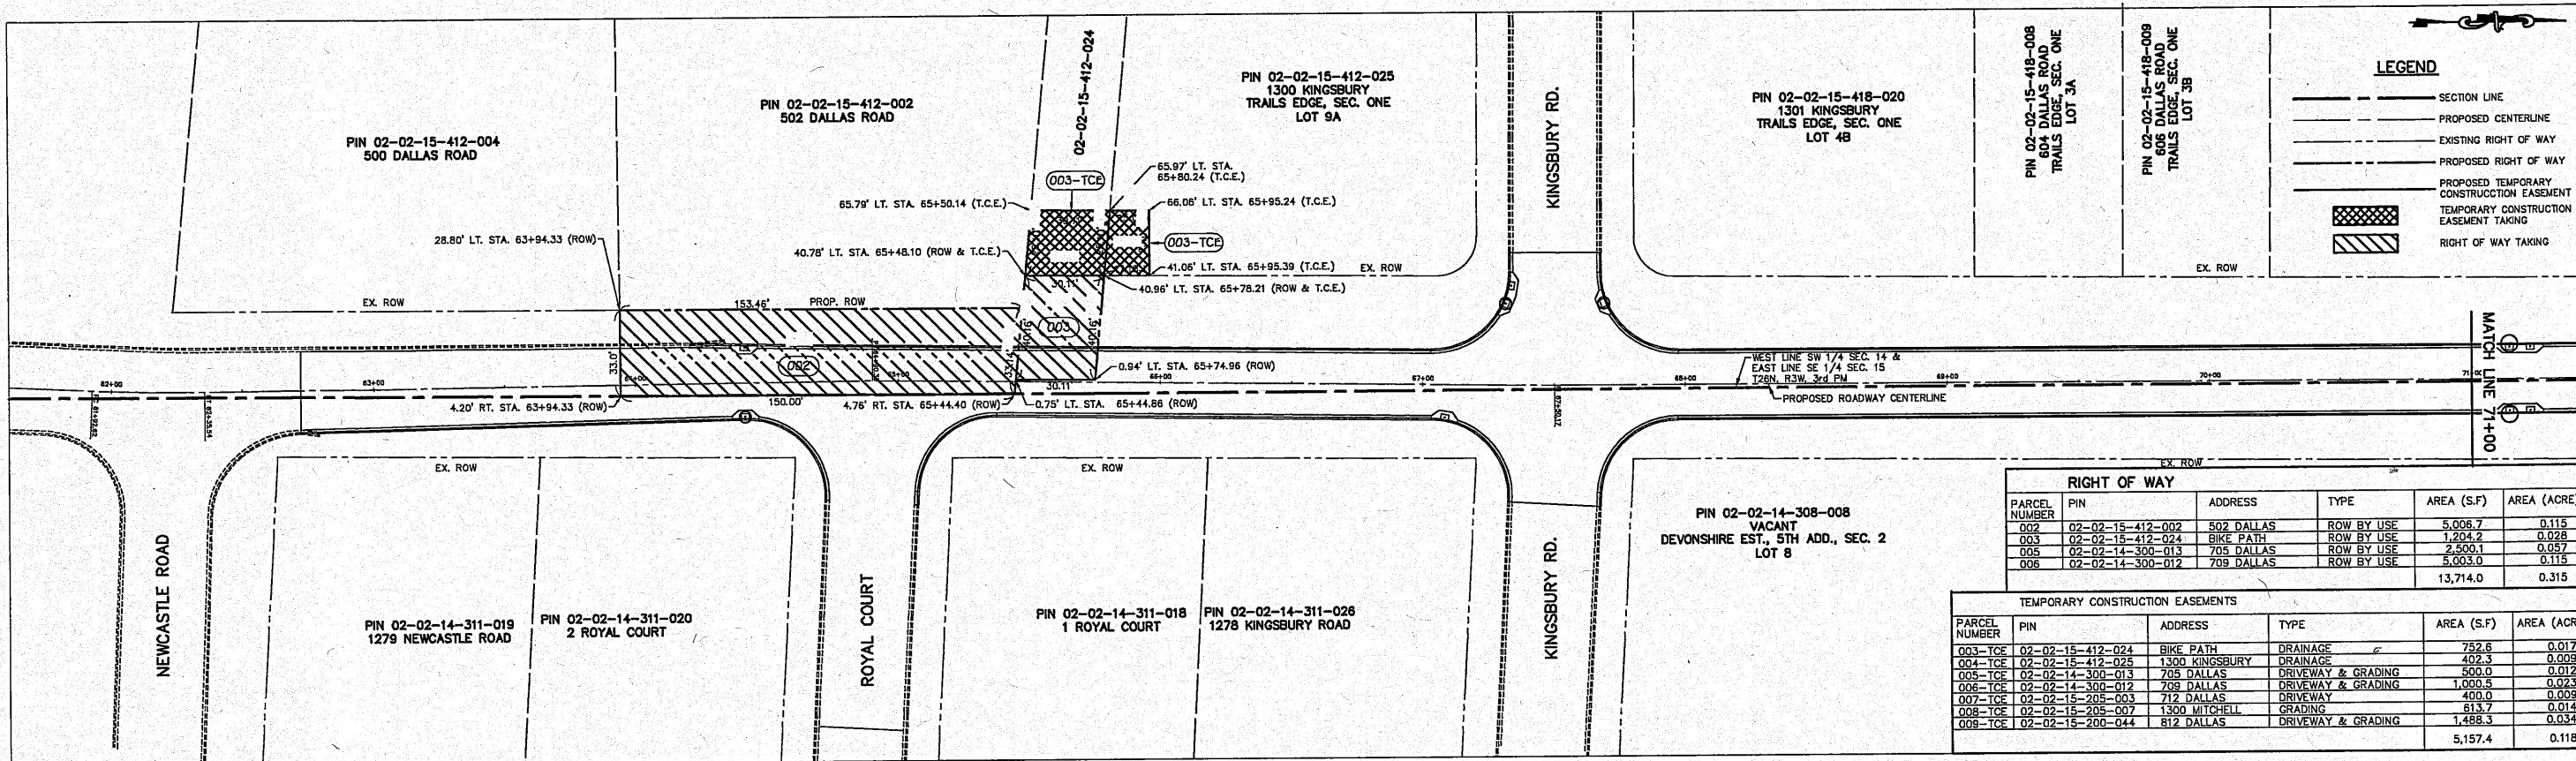 PIN 02-02-15-412-004
500 DALLAS ROAD
PIN 02-02-15-412-002
502 DALLAS ROAD
02-02-15-412-024
PIN 02-02-15-412-025
1300 KINGSBURY
TRAILS EDGE, SEC. ONE
LOT 9A
KINGSBURY RD.
PIN 02-02-15-418-020
1301 KINGSBURY
TRAILS EDGE, SEC. ONE
LOT 4B
PIN 02-02-15-418-008
604 DALLAS ROAD
TRAILS EDGE, SEC. ONE
LOT 3A
PIN 02-02-15-418-009
606 DALLAS ROAD
TRAILS EDGE, SEC. ONE
LOT 3B
LEGEND
SECTION LINE
PROPOSED CENTERLINE
EXISTING RIGHT OF WAY
PROPOSED RIGHT OF WAY
PROPOSED TEMPORARY
CONSTRUCCTION EASEMENT
TEMPORARY CONSTRUCTION
EASEMENT TAKING
RIGHT OF WAY TAKING
003-TCE
65.97' LT. STA.
65+80.24 (T.C.E.)
65.79' LT. STA. 65+50.14 (T.C.E.)
66.06' LT. STA. 65+95.24 (T.C.E.)
28.80' LT. STA. 63+94.33 (ROW)
003-TCE
40.78' LT. STA. 65+48.10 (ROW & T.C.E.)
41.06' LT. STA. 65+95.39 (T.C.E.)
EX. ROW
EX. ROW
30.11'
40.96' LT. STA. 65+78.21 (ROW & T.C.E.)
EX. ROW
153.46'
PROP. ROW
003
40.16'
40.16'
33.0'
002
0.94' LT. STA. 65+74.96 (ROW)
WEST LINE SW 1/4 SEC. 14 &
EAST LINE SE 1/4 SEC. 15
T26N, R3W, 3rd PM
PROPOSED ROADWAY CENTERLINE
62+00
63+00
66+00
67+00
68+00
69+00
70+00
MATCH LINE 71+00
30.11'
4.20' RT. STA. 63+94.33 (ROW)
150.00'
4.76' RT. STA. 65+44.40 (ROW)
0.75' LT. STA. 65+44.86 (ROW)
EX. ROW
EX. ROW
EX. ROW
NEWCASTLE ROAD
PIN 02-02-14-311-019
1279 NEWCASTLE ROAD
PIN 02-02-14-311-020
2 ROYAL COURT
ROYAL COURT
PIN 02-02-14-311-018
1 ROYAL COURT
PIN 02-02-14-311-026
1278 KINGSBURY ROAD
KINGSBURY RD.
PIN 02-02-14-308-008
VACANT
DEVONSHIRE EST., 5TH ADD., SEC. 2
LOT 8
RIGHT OF WAY
PARCEL NUMBER PIN ADDRESS TYPE AREA (S.F) AREA (ACRE
002 02-02-15-412-002 502 DALLAS ROW BY USE 5,006.7 0.115
003 02-02-15-412-024 BIKE PATH ROW BY USE 1,204.2 0.028
005 02-02-14-300-013 705 DALLAS ROW BY USE 2,500.1 0.057
006 02-02-14-300-012 709 DALLAS ROW BY USE 5,003.0 0.115
13,714.0 0.315
TEMPORARY CONSTRUCTION EASEMENTS
PARCEL NUMBER PIN ADDRESS TYPE AREA (S.F) AREA (ACR
003-TCE 02-02-15-412-024 BIKE PATH DRAINAGE 752.6 0.017
004-TCE 02-02-15-412-025 1300 KINGSBURY DRAINAGE 402.3 0.009
005-TCE 02-02-14-300-013 705 DALLAS DRIVEWAY & GRADING 500.0 0.012
006-TCE 02-02-14-300-012 709 DALLAS DRIVEWAY & GRADING 1,000.5 0.023
007-TCE 02-02-15-205-003 712 DALLAS DRIVEWAY 400.0 0.009
008-TCE 02-02-15-205-007 1300 MITCHELL GRADING 613.7 0.014
009-TCE 02-02-15-200-044 812 DALLAS DRIVEWAY & GRADING 1,488.3 0.034
5,157.4 0.118